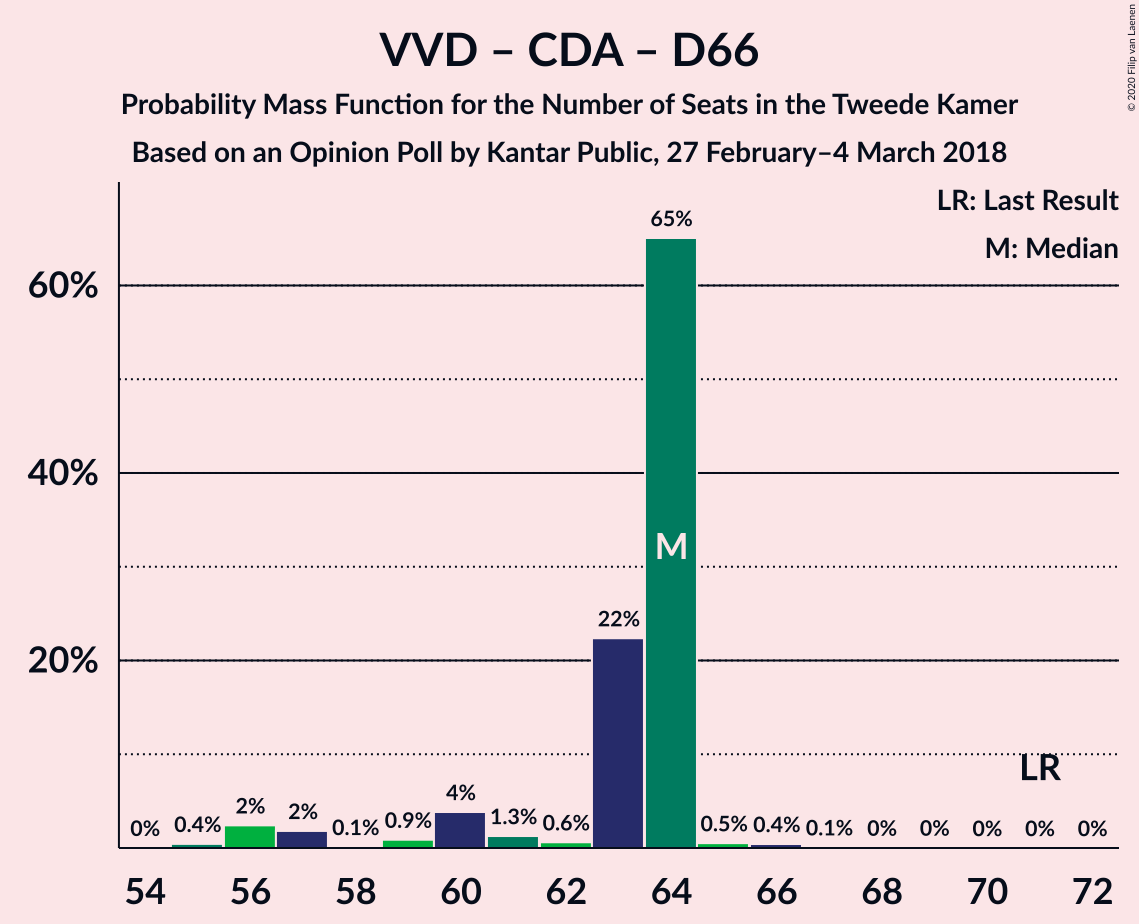 VVD – CDA – D66
Probability Mass Function for the Number of Seats in the Tweede Kamer
Based on an Opinion Poll by Kantar Public, 27 February–4 March 2018
© 2020 Filip van Laenen
LR: Last Result
M: Median
60%
40%
20%
0%
0.4%
2%
2%
0.1%
0.9%
4%
1.3%
0.6%
22%
65%
M
0.5%
0.4%
0.1%
0%
0%
0%
0%
0%
LR
54 56 58 60 62 64 66 68 70 72